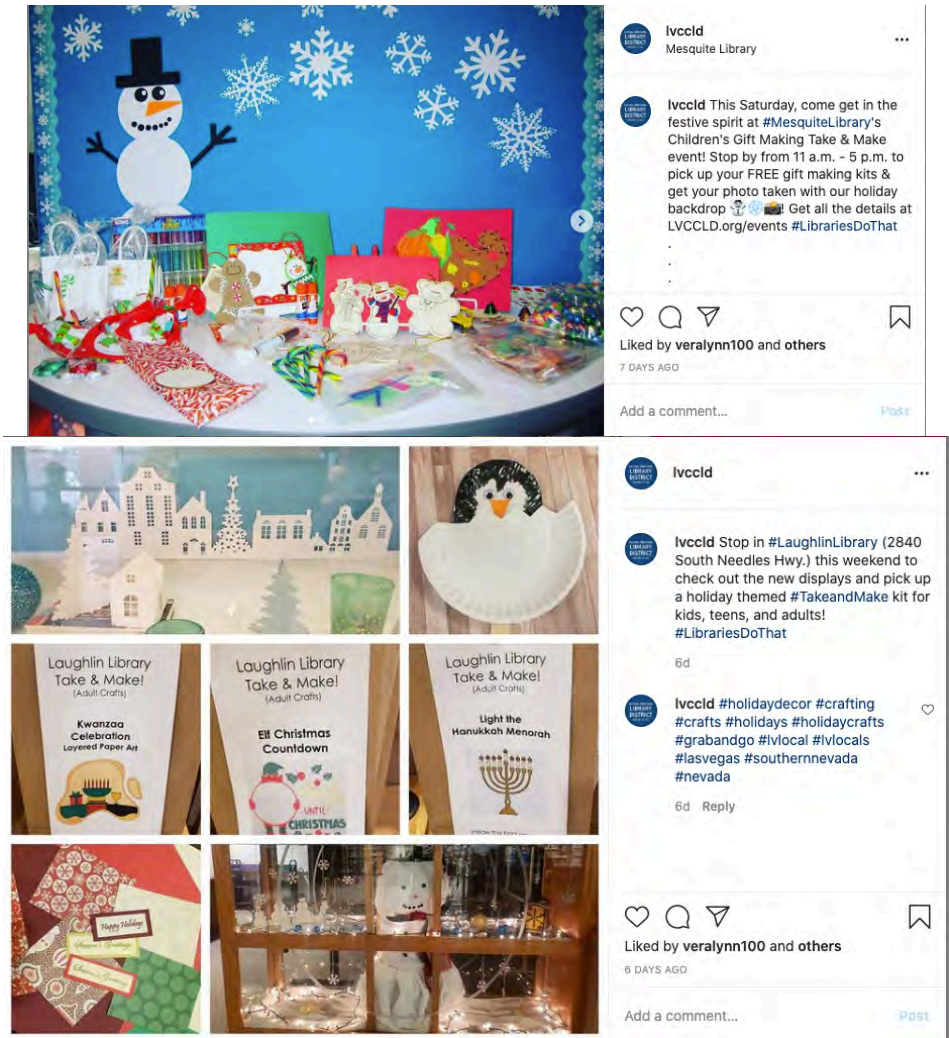 lvccld
Mesquite Library
lvccld This Saturday, come get in the
festive spirit at #MesquiteLibrary's
Children's Gift Making Take & Make
event! Stop by from 11 a.m. - 5 p.m. to
pick up your FREE gift making kits &
get your photo taken with our holiday
backdrop ☃️❄️📸! Get all the details at
LVCCLD.org/events #LibrariesDoThat
.
.
.
Liked by veralynn100 and others
7 DAYS AGO
Add a comment...
Post
lvccld
lvccld Stop in #LaughlinLibrary (2840
South Needles Hwy.) this weekend to
check out the new displays and pick up
a holiday themed #TakeandMake kit for
kids, teens, and adults!
#LibrariesDoThat
6d
lvccld #holidaydecor #crafting
#crafts #holidays #holidaycrafts
#grabandgo #lvlocal #lvlocals
#lasvegas #southernnevada
#nevada
6d Reply
Liked by veralynn100 and others
6 DAYS AGO
Add a comment...
Post
Laughlin Library
Take & Make!
(Adult Crafts)
Kwanzaa
Celebration
Layered Paper Art
Laughlin Library
Take & Make!
(Adult Crafts)
Elf Christmas
Countdown
UNTIL
CHRISTMAS
Laughlin Library
Take & Make!
(Adult Crafts)
Light the
Hanukkah Menorah
Happy Holidays
Season's Greetings
Season's Greetings